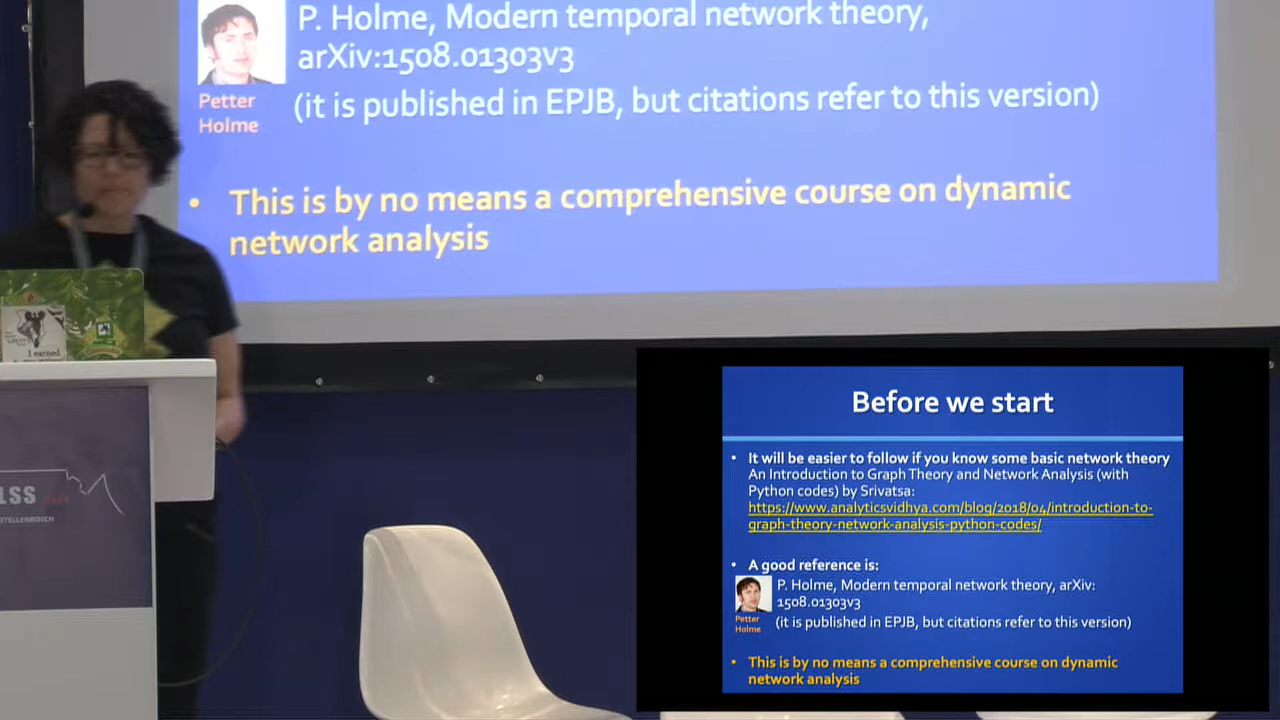 P. Holme, Modern temporal network theory,
arXiv:1508.01303v3
Petter
Holme
(it is published in EPJB, but citations refer to this version)
• This is by no means a comprehensive course on dynamic
network analysis
I earned
Before we start
• It will be easier to follow if you know some basic network theory
An Introduction to Graph Theory and Network Analysis (with
Python codes) by Srivatsa:
https://www.analyticsvidhya.com/blog/2018/04/introduction-to-
graph-theory-network-analysis-python-codes/
• A good reference is:
P. Holme, Modern temporal network theory, arXiv:
1508.01303v3
Petter
Holme
(it is published in EPJB, but citations refer to this version)
• This is by no means a comprehensive course on dynamic
network analysis